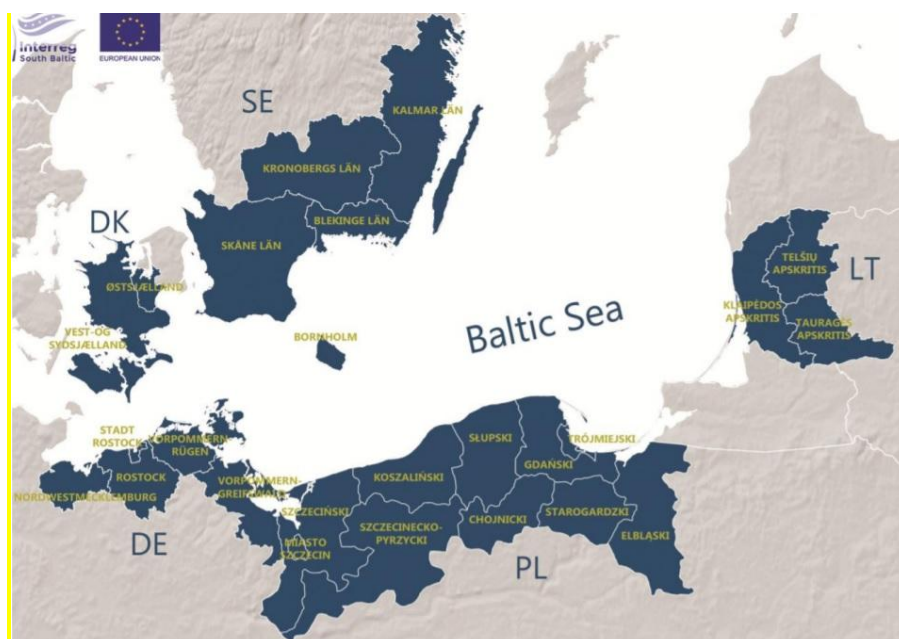 Interreg
South Baltic
EUROPEAN UNION
SE
KALMAR LÄN
KRONOBERGS LÄN
BLEKINGE LÄN
SKÅNE LÄN
DK
ØSTSJÆLLAND
VEST-OG
SYDSJÆLLAND
BORNHOLM
Baltic Sea
TELŠIŲ
APSKRITIS
LT
KLAIPĖDOS
APSKRITIS
TAURAGĖS
APSKRITIS
STADT
ROSTOCK
VORPOMMERN-
RÜGEN
ROSTOCK
NORDWESTMECKLEMBURG
VORPOMMERN-
GREIFSWALD
DE
SZCZECIŃSKI
MIASTO
SZCZECIN
KOSZALIŃSKI
SZCZECINECKO-
PYRZYCKI
SŁUPSKI
CHOJNICKI
TRÓJMIEJSKI
GDAŃSKI
STAROGARDZKI
ELBLĄSKI
PL